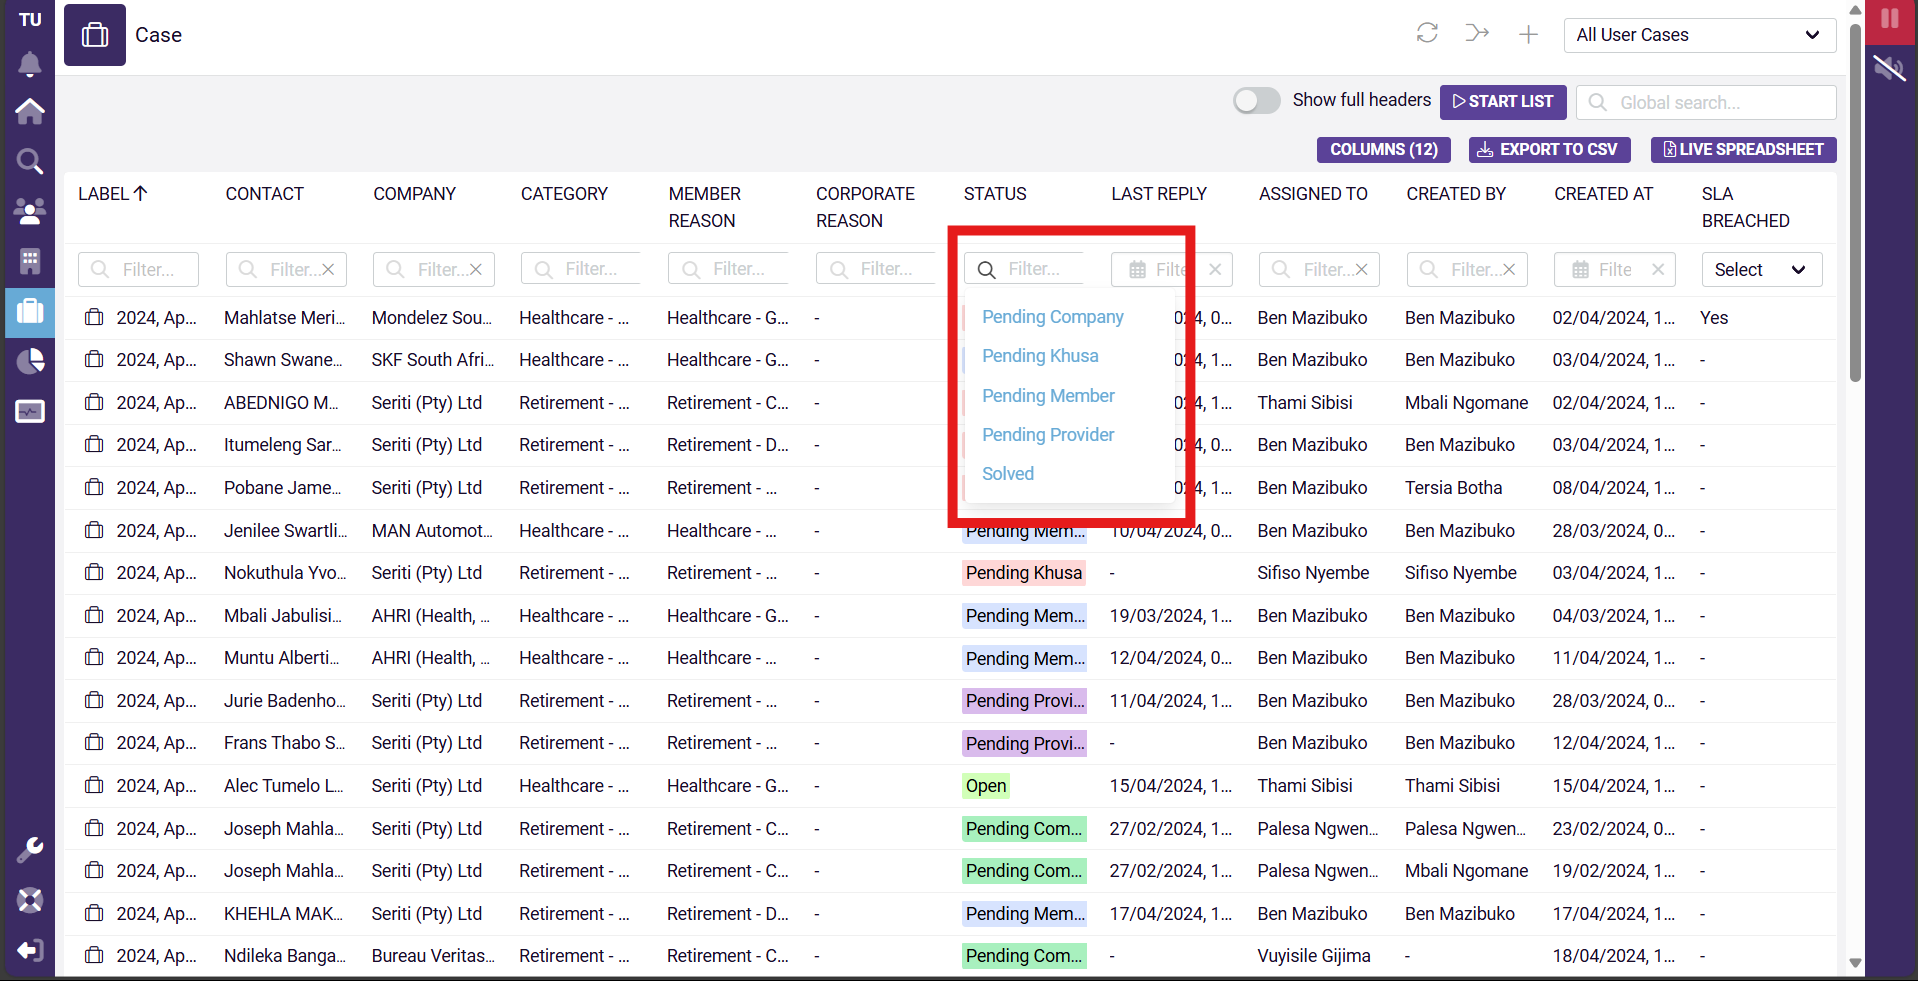 TU
Case
All User Cases
Show full headers
START LIST
Global search...
COLUMNS (12)
EXPORT TO CSV
LIVE SPREADSHEET
LABEL CONTACT COMPANY CATEGORY MEMBER REASON CORPORATE REASON STATUS LAST REPLY ASSIGNED TO CREATED BY CREATED AT SLA BREACHED
Filter... Filter... Filter... Filter... Filter... Filter... Filter... Filte Filter... Filter... Filte Select
Pending Company
Pending Khusa
Pending Member
Pending Provider
Solved
2024, Ap... Mahlatse Meri... Mondelez Sou... Healthcare - ... Healthcare - G... - 024, 0... Ben Mazibuko Ben Mazibuko 02/04/2024, 1... Yes
2024, Ap... Shawn Swane... SKF South Afri... Healthcare - ... Healthcare - G... - 024, 1... Ben Mazibuko Ben Mazibuko 03/04/2024, 1... -
2024, Ap... ABEDNIGO M... Seriti (Pty) Ltd Retirement - ... Retirement - C... - 024, 1... Thami Sibisi Mbali Ngomane 02/04/2024, 1... -
2024, Ap... Itumeleng Sar... Seriti (Pty) Ltd Retirement - ... Retirement - D... - 024, 0... Ben Mazibuko Ben Mazibuko 03/04/2024, 1... -
2024, Ap... Pobane Jame... Seriti (Pty) Ltd Retirement - ... Retirement - ... - 024, 1... Ben Mazibuko Tersia Botha 08/04/2024, 1... -
2024, Ap... Jenilee Swartli... MAN Automot... Healthcare - ... Healthcare - ... - Pending Mem... 10/04/2024, 0... Ben Mazibuko Ben Mazibuko 28/03/2024, 0... -
2024, Ap... Nokuthula Yvo... Seriti (Pty) Ltd Retirement - ... Retirement - ... - Pending Khusa - Sifiso Nyembe Sifiso Nyembe 03/04/2024, 1... -
2024, Ap... Mbali Jabulisi... AHRI (Health, ... Healthcare - ... Healthcare - G... - Pending Mem... 19/03/2024, 1... Ben Mazibuko Ben Mazibuko 04/03/2024, 1... -
2024, Ap... Muntu Alberti... AHRI (Health, ... Healthcare - ... Healthcare - ... - Pending Mem... 12/04/2024, 0... Ben Mazibuko Ben Mazibuko 11/04/2024, 1... -
2024, Ap... Jurie Badenho... Seriti (Pty) Ltd Retirement - ... Retirement - ... - Pending Provi... 11/04/2024, 1... Ben Mazibuko Ben Mazibuko 28/03/2024, 0... -
2024, Ap... Frans Thabo S... Seriti (Pty) Ltd Retirement - ... Retirement - ... - Pending Provi... - Ben Mazibuko Ben Mazibuko 12/04/2024, 1... -
2024, Ap... Alec Tumelo L... Seriti (Pty) Ltd Healthcare - ... Healthcare - G... - Open 15/04/2024, 1... Thami Sibisi Thami Sibisi 15/04/2024, 1... -
2024, Ap... Joseph Mahla... Seriti (Pty) Ltd Retirement - ... Retirement - C... - Pending Com... 27/02/2024, 1... Palesa Ngwen... Palesa Ngwen... 23/02/2024, 0... -
2024, Ap... Joseph Mahla... Seriti (Pty) Ltd Retirement - ... Retirement - C... - Pending Com... 27/02/2024, 1... Palesa Ngwen... Mbali Ngomane 19/02/2024, 1... -
2024, Ap... KHEHLA MAK... Seriti (Pty) Ltd Retirement - ... Retirement - D... - Pending Mem... 17/04/2024, 1... Ben Mazibuko Ben Mazibuko 17/04/2024, 1... -
2024, Ap... Ndileka Banga... Bureau Veritas... Retirement - ... Retirement - C... - Pending Com... - Vuyisile Gijima - 18/04/2024, 1... -